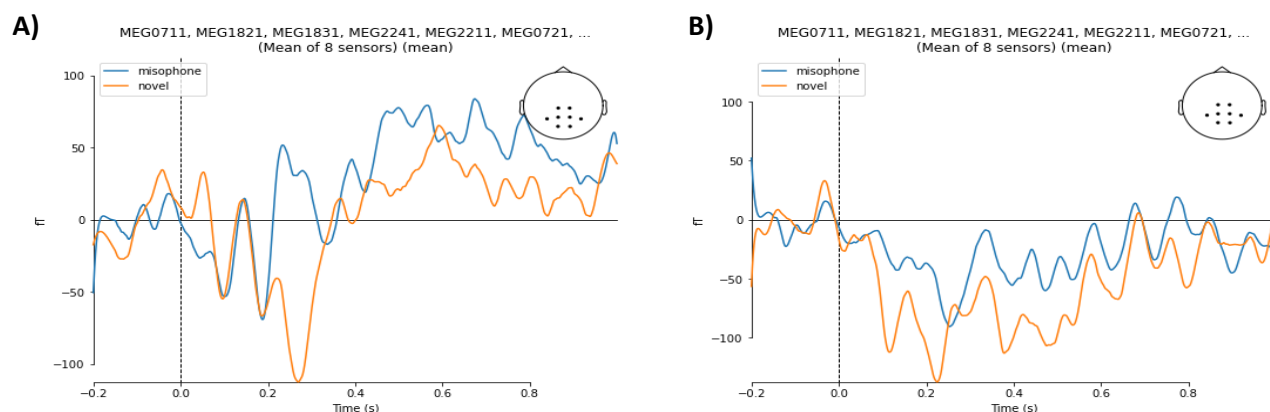 A)
MEG0711, MEG1821, MEG1831, MEG2241, MEG2211, MEG0721, ...
(Mean of 8 sensors) (mean)
misophone
novel
100
50
0
−50
−100
fT
−0.2
0.0
0.2
0.4
0.6
0.8
Time (s)
B)
MEG0711, MEG1821, MEG1831, MEG2241, MEG2211, MEG0721, ...
(Mean of 8 sensors) (mean)
misophone
novel
100
50
0
−50
−100
fT
−0.2
0.0
0.2
0.4
0.6
0.8
Time (s)